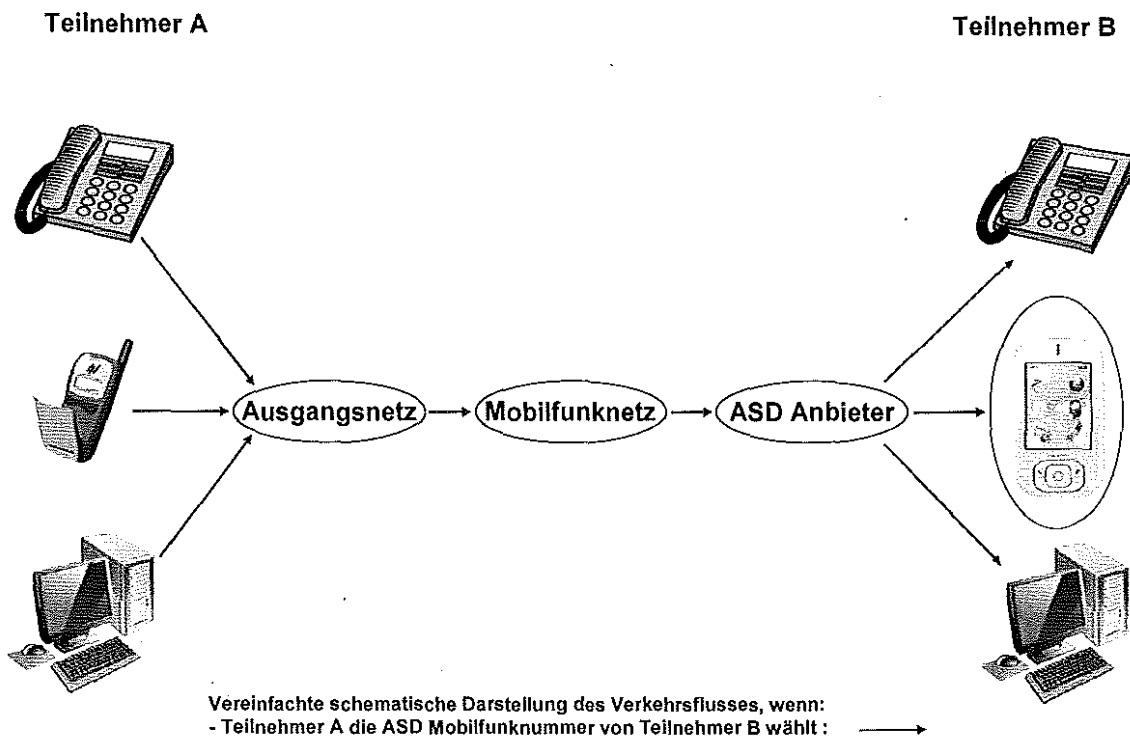 Teilnehmer A
Teilnehmer B
Ausgangsnetz
Mobilfunknetz
ASD Anbieter
Vereinfachte schematische Darstellung des Verkehrsflusses, wenn:
- Teilnehmer A die ASD Mobilfunknummer von Teilnehmer B wählt :